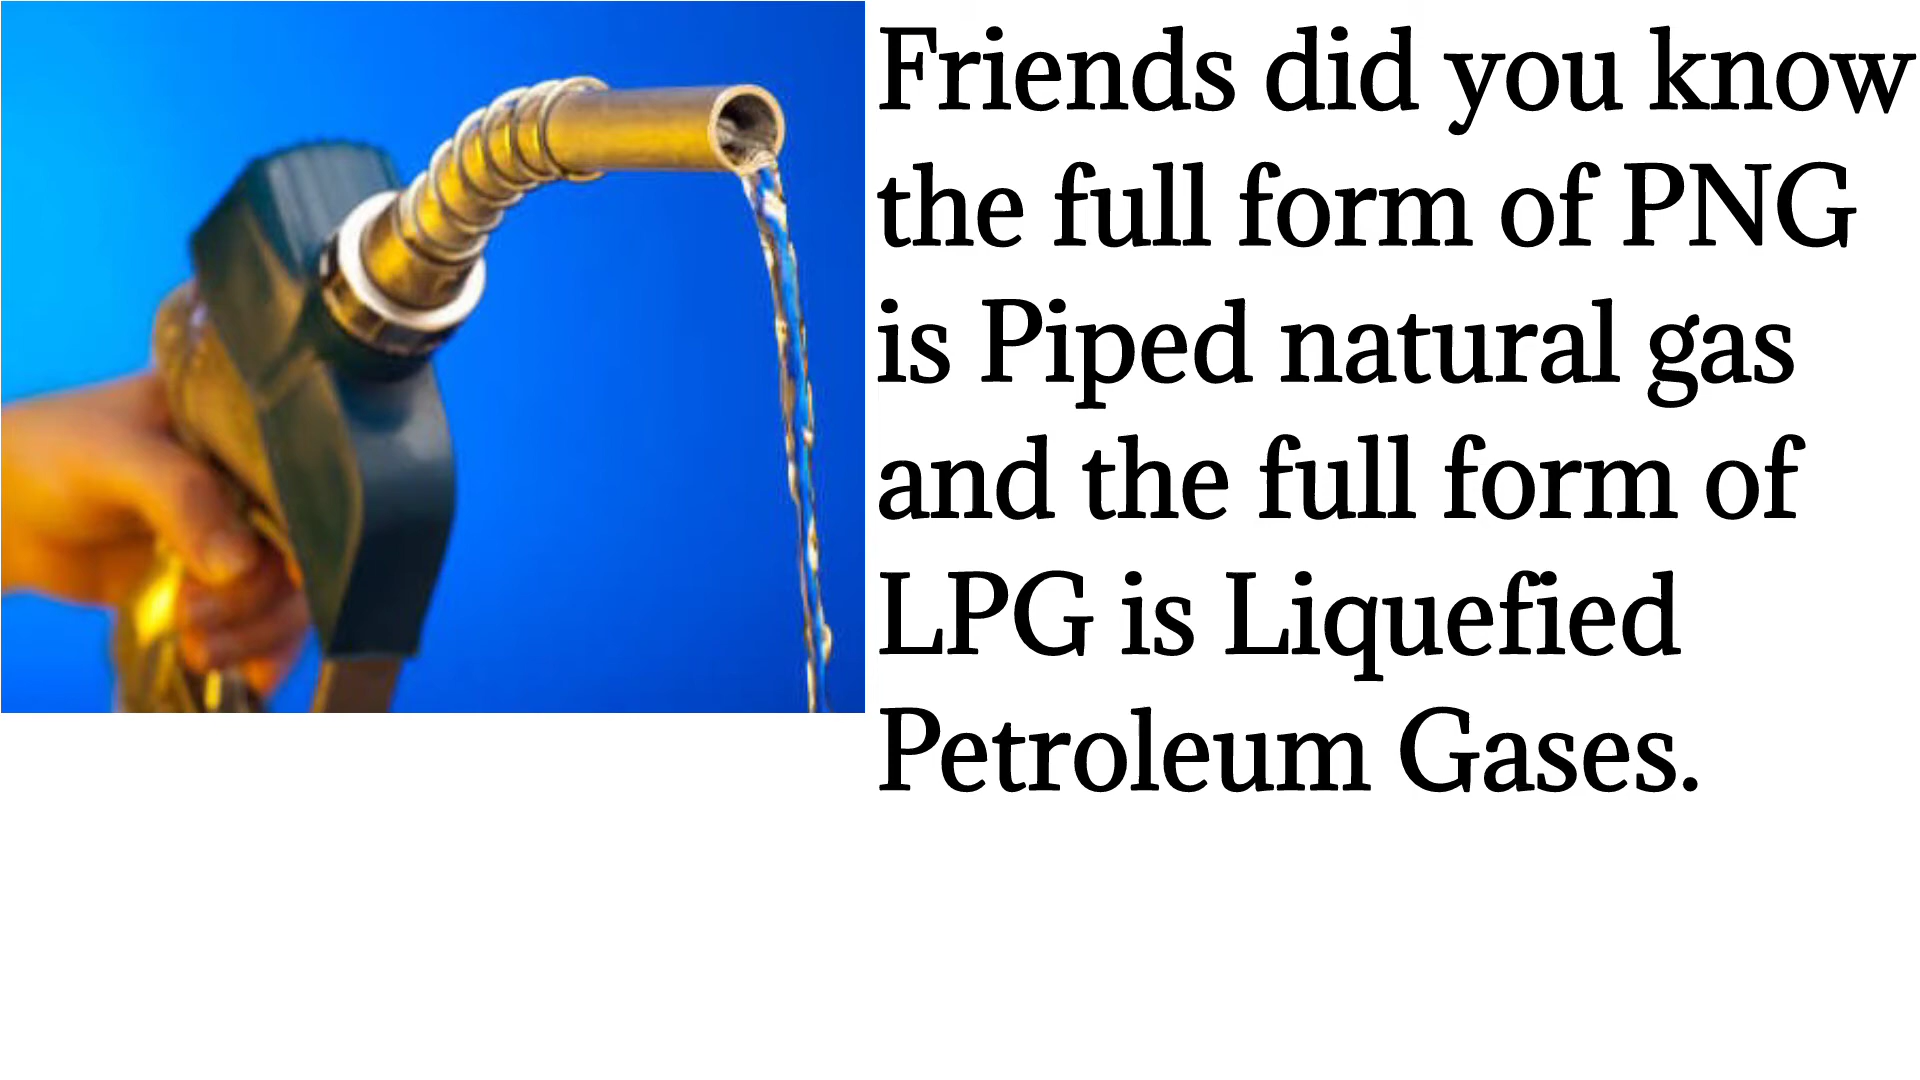 Friends did you know
the full form of PNG
is Piped natural gas
and the full form of
LPG is Liquefied
Petroleum Gases.